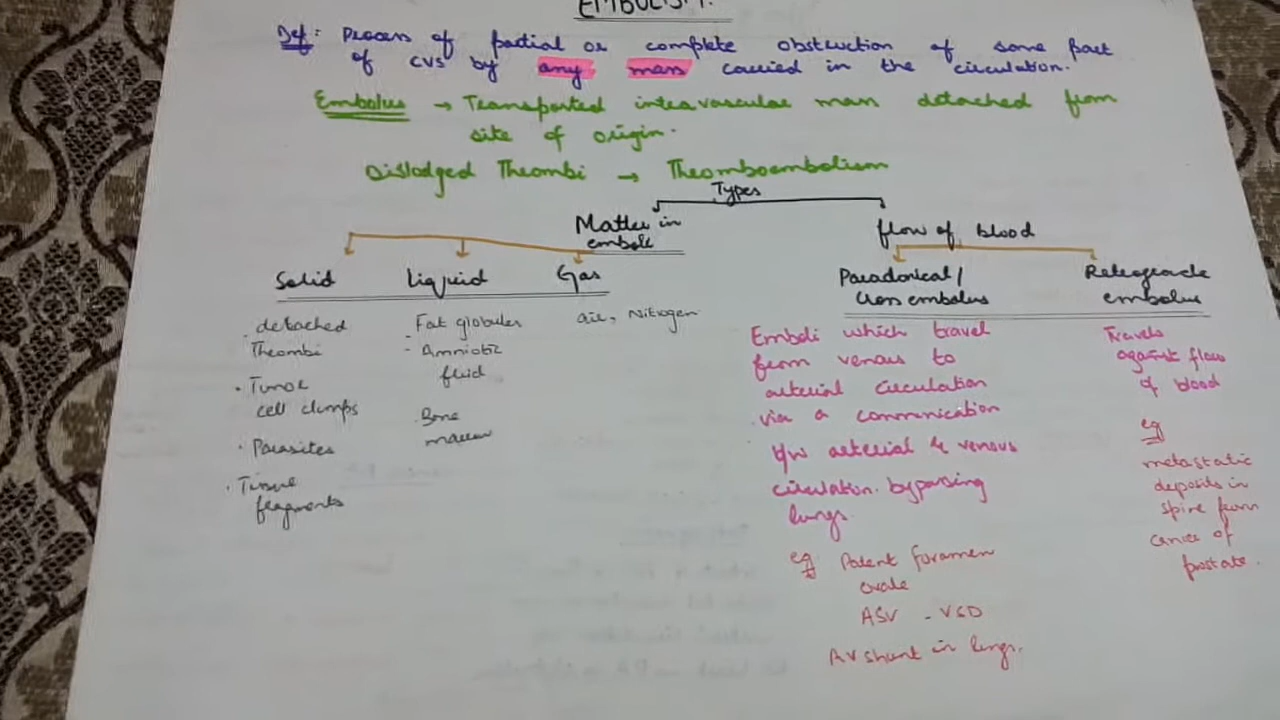 EMBOLISM.
Def: Process of partial or complete obstruction of some part
of CVS by any mass carried in the circulation.
Embolus → Transported intravascular mass detached from
site of origin.
Dislodged Thrombi → Thromboembolism
Types
Matter in
emboli
Solid
Liquid
Gas
. detached
Thrombi
. Tumor
cell clumps
. Parasites
. Tissue
fragments
- Fat globules
- Amniotic
fluid
. Bone
marrow
air, Nitrogen
flow of blood
Paradoxical /
Cross embolus
Emboli which travel
from venous to
arterial circulation
via a communication
b/w arterial & venous
circulation. bypassing
lungs.
eg Patent foramen
ovale
ASV - VSD
AV shunt in lungs.
Retrograde
embolus
Travels
against flow
of blood
eg
metastatic
deposits in
spine from
cancer of
prostate.